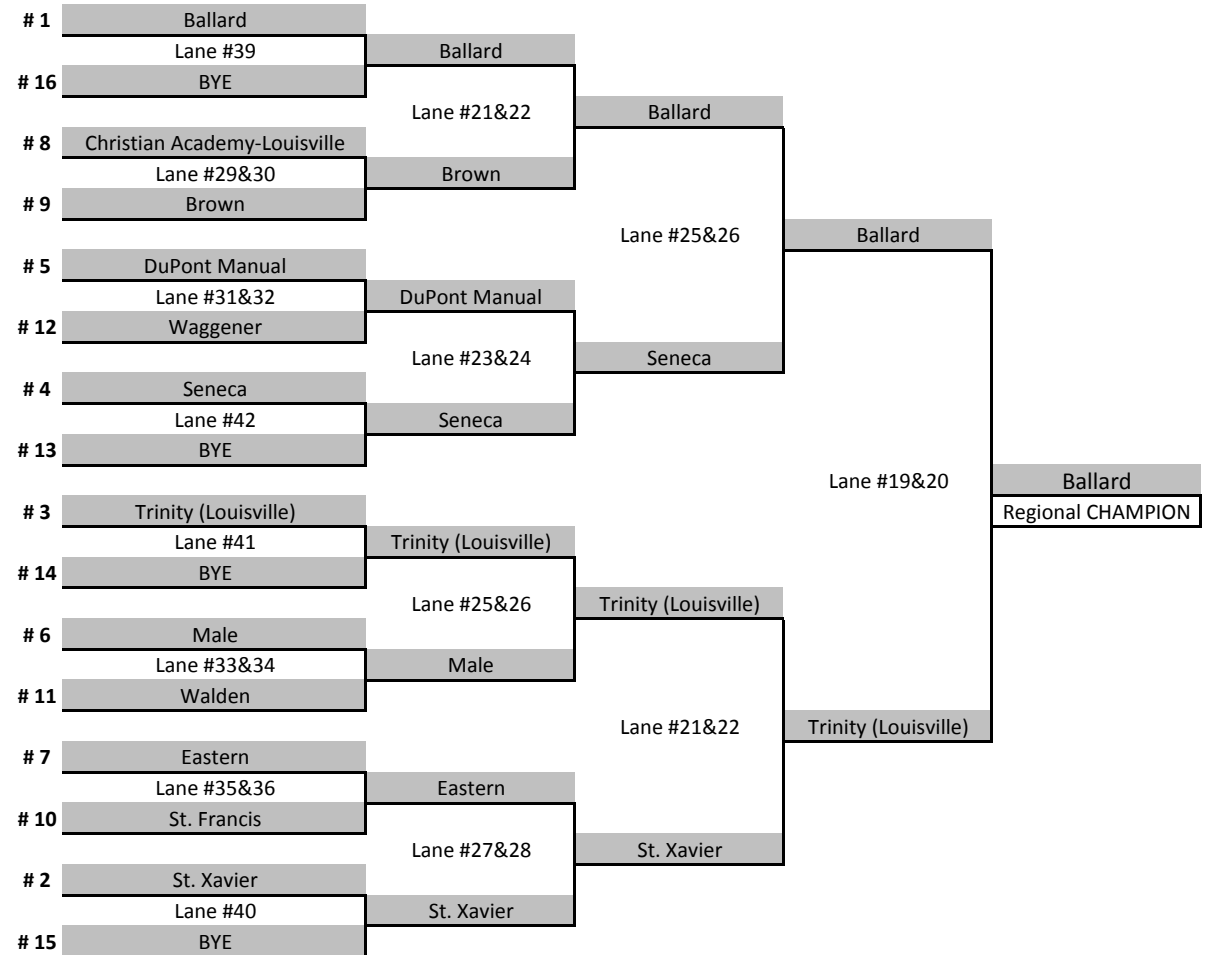 # 1 Ballard
Lane #39 Ballard
# 16 BYE
Lane #21&22 Ballard
# 8 Christian Academy-Louisville
Lane #29&30 Brown
# 9 Brown
Lane #25&26 Ballard
# 5 DuPont Manual
Lane #31&32 DuPont Manual
# 12 Waggener
Lane #23&24 Seneca
# 4 Seneca
Lane #42 Seneca
# 13 BYE
Lane #19&20 Ballard
# 3 Trinity (Louisville) Regional CHAMPION
Lane #41 Trinity (Louisville)
# 14 BYE
Lane #25&26 Trinity (Louisville)
# 6 Male
Lane #33&34 Male
# 11 Walden
Lane #21&22 Trinity (Louisville)
# 7 Eastern
Lane #35&36 Eastern
# 10 St. Francis
Lane #27&28 St. Xavier
# 2 St. Xavier
Lane #40 St. Xavier
# 15 BYE